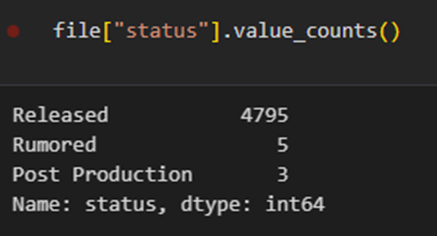 file["status"].value_counts()
Released 4795
Rumored 5
Post Production 3
Name: status, dtype: int64